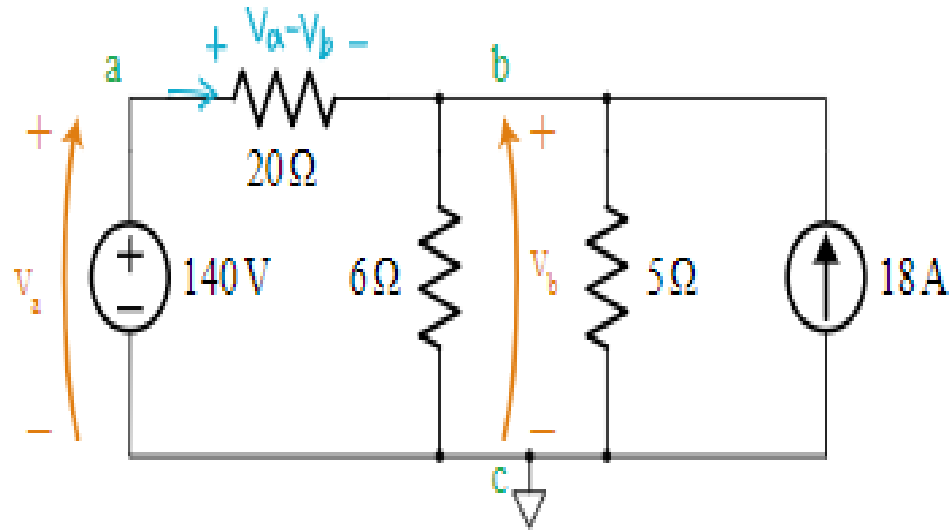 + Va-Vb -
a
b
+
+
20Ω
+
-
Va
140V
6Ω
Vb
5Ω
18A
-
-
c